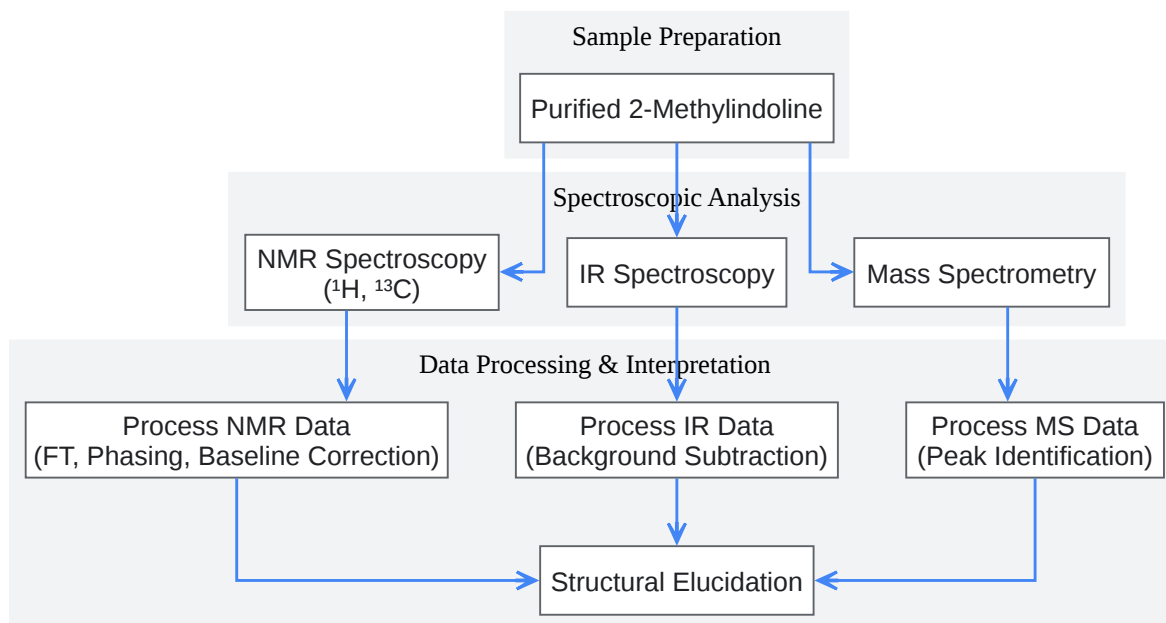 Sample Preparation
Purified 2-Methylindoline
Spectroscopic Analysis
NMR Spectroscopy
(¹H, ¹³C)
IR Spectroscopy
Mass Spectrometry
Data Processing & Interpretation
Process NMR Data
(FT, Phasing, Baseline Correction)
Process IR Data
(Background Subtraction)
Process MS Data
(Peak Identification)
Structural Elucidation